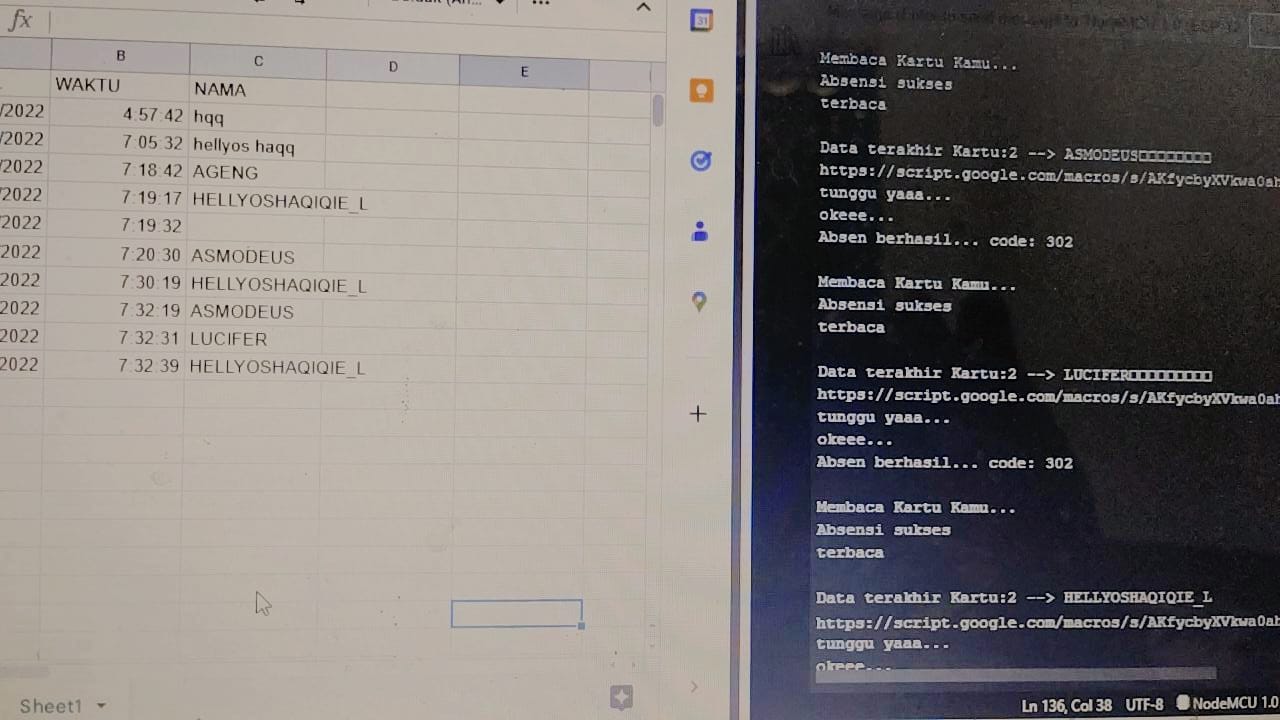 fx
B C D E
WAKTU NAMA
/2022 4:57:42 hqq
/2022 7:05:32 hellyos haqq
/2022 7:18:42 AGENG
/2022 7:19:17 HELLYOSHAQIQIE_L
/2022 7:19:32
2022 7:20:30 ASMODEUS
2022 7:30:19 HELLYOSHAQIQIE_L
2022 7:32:19 ASMODEUS
2022 7:32:31 LUCIFER
2022 7:32:39 HELLYOSHAQIQIE_L
Sheet1
31
Membaca Kartu Kamu...
Absensi sukses
terbaca
Data terakhir Kartu:2 --> ASMODEUS
https://script.google.com/macros/s/AKfycbyXVkwa0ah
tunggu yaaa...
okeee...
Absen berhasil... code: 302
Membaca Kartu Kamu...
Absensi sukses
terbaca
Data terakhir Kartu:2 --> LUCIFER
https://script.google.com/macros/s/AKfycbyXVkwa0ah
tunggu yaaa...
okeee...
Absen berhasil... code: 302
Membaca Kartu Kamu...
Absensi sukses
terbaca
Data terakhir Kartu:2 --> HELLYOSHAQIQIE_L
https://script.google.com/macros/s/AKfycbyXVkwa0ah
tunggu yaaa...
okeee...
Ln 136, Col 38 UTF-8 NodeMCU 1.0